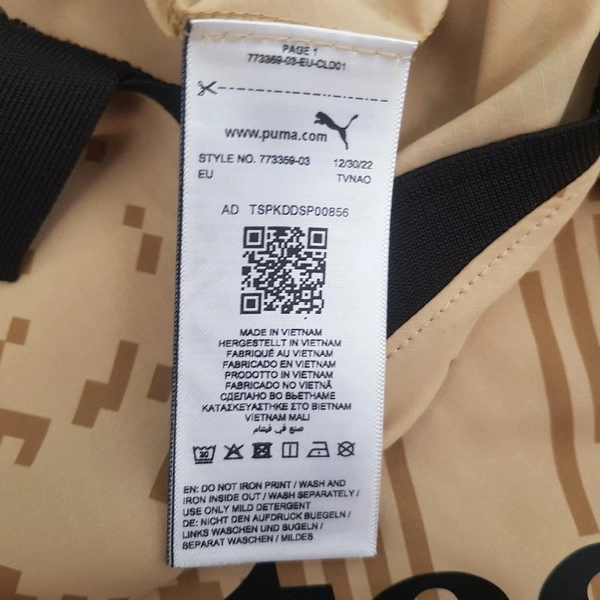 PAGE 1
773359-03-EU-CLD01
www.puma.com
STYLE NO. 773359-03 12/30/22
EU TVNAO
AD TSPKDDSP00856
MADE IN VIETNAM
HERGESTELLT IN VIETNAM
FABRIQUÉ AU VIETNAM
FABRICADO EN VIETNAM
PRODOTTO IN VIETNAM
FABRICADO NO VIETNÃ
СДЕЛАНО ВО ВЬЕТНАМЕ
ΚΑΤΑΣΚΕΥΑΣΤΗΚΕ ΣΤΟ ΒΙΕΤΝΑΜ
VIETNAM MALI
صنع في فيتنام
30
EN: DO NOT IRON PRINT / WASH AND
IRON INSIDE OUT / WASH SEPARATELY /
USE ONLY MILD DETERGENT
DE: NICHT DEN AUFDRUCK BUEGELN /
LINKS WASCHEN UND BUGELN /
SEPARAT WASCHEN / MILDES